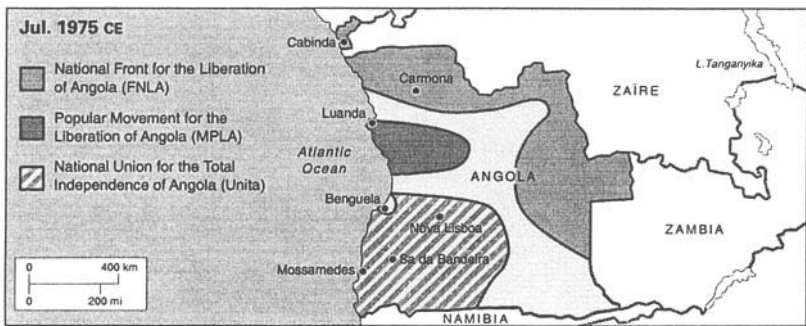 Jul. 1975 CE
National Front for the Liberation
of Angola (FNLA)
Popular Movement for the
Liberation of Angola (MPLA)
National Union for the Total
Independence of Angola (Unita)
0 400 km
0 200 mi
Cabinda
Carmona
Luanda
Atlantic
Ocean
Benguela
Nova Lisboa
Sa da Bandeira
Mossamedes
ANGOLA
NAMIBIA
ZAÏRE
ZAMBIA
L.Tanganyika